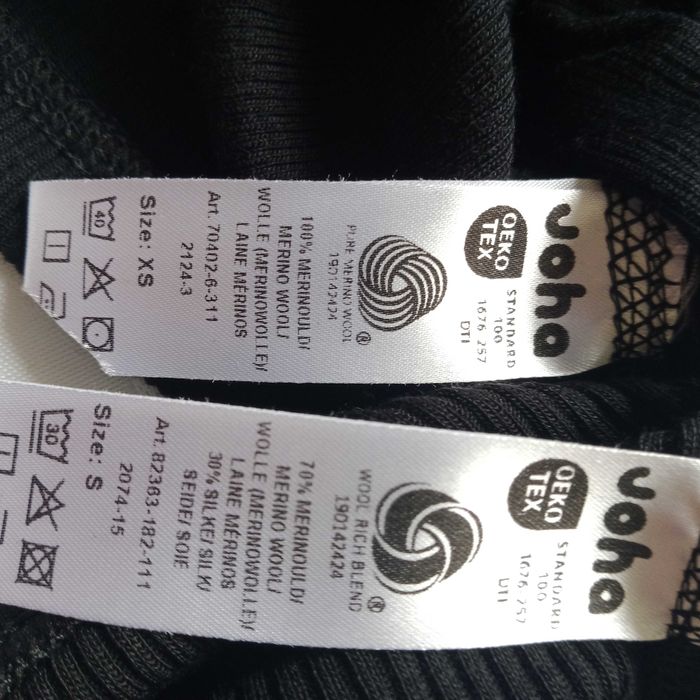 Joha
OEKO
TEX
STANDARD
100
1676 257
DTI
PURE MERINO WOOL
190142424
®
100% MERINOULD/
MERINO WOOL/
WOLLE (MERINOWOLLE)/
LAINE MÉRINOS
Art. 70402-6-311
2124-3
Size: XS
40
Joha
OEKO
TEX
STANDARD
100
1676 257
DTI
WOOL RICH BLEND
190142424
®
70% MERINOULD/
MERINO WOOL/
WOLLE (MERINOWOLLE)/
LAINE MÉRINOS
30% SILKE/ SILK/
SEIDE/ SOIE
Art. 82363-182-111
2074-15
Size: S
30